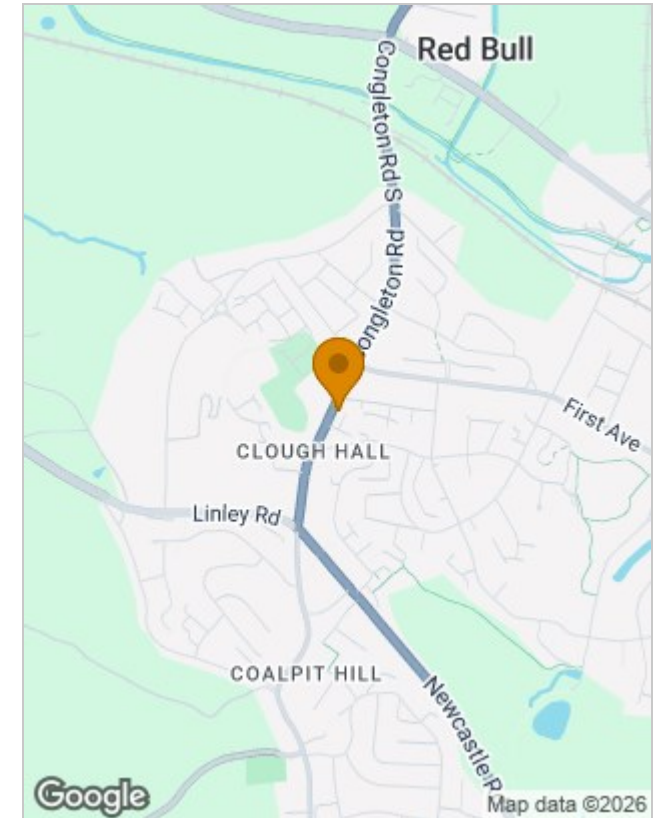 Red Bull
Congleton Rd S
Congleton Rd
First Ave
CLOUGH HALL
Linley Rd
COALPIT HILL
Newcastle R
Google
Map data ©2026